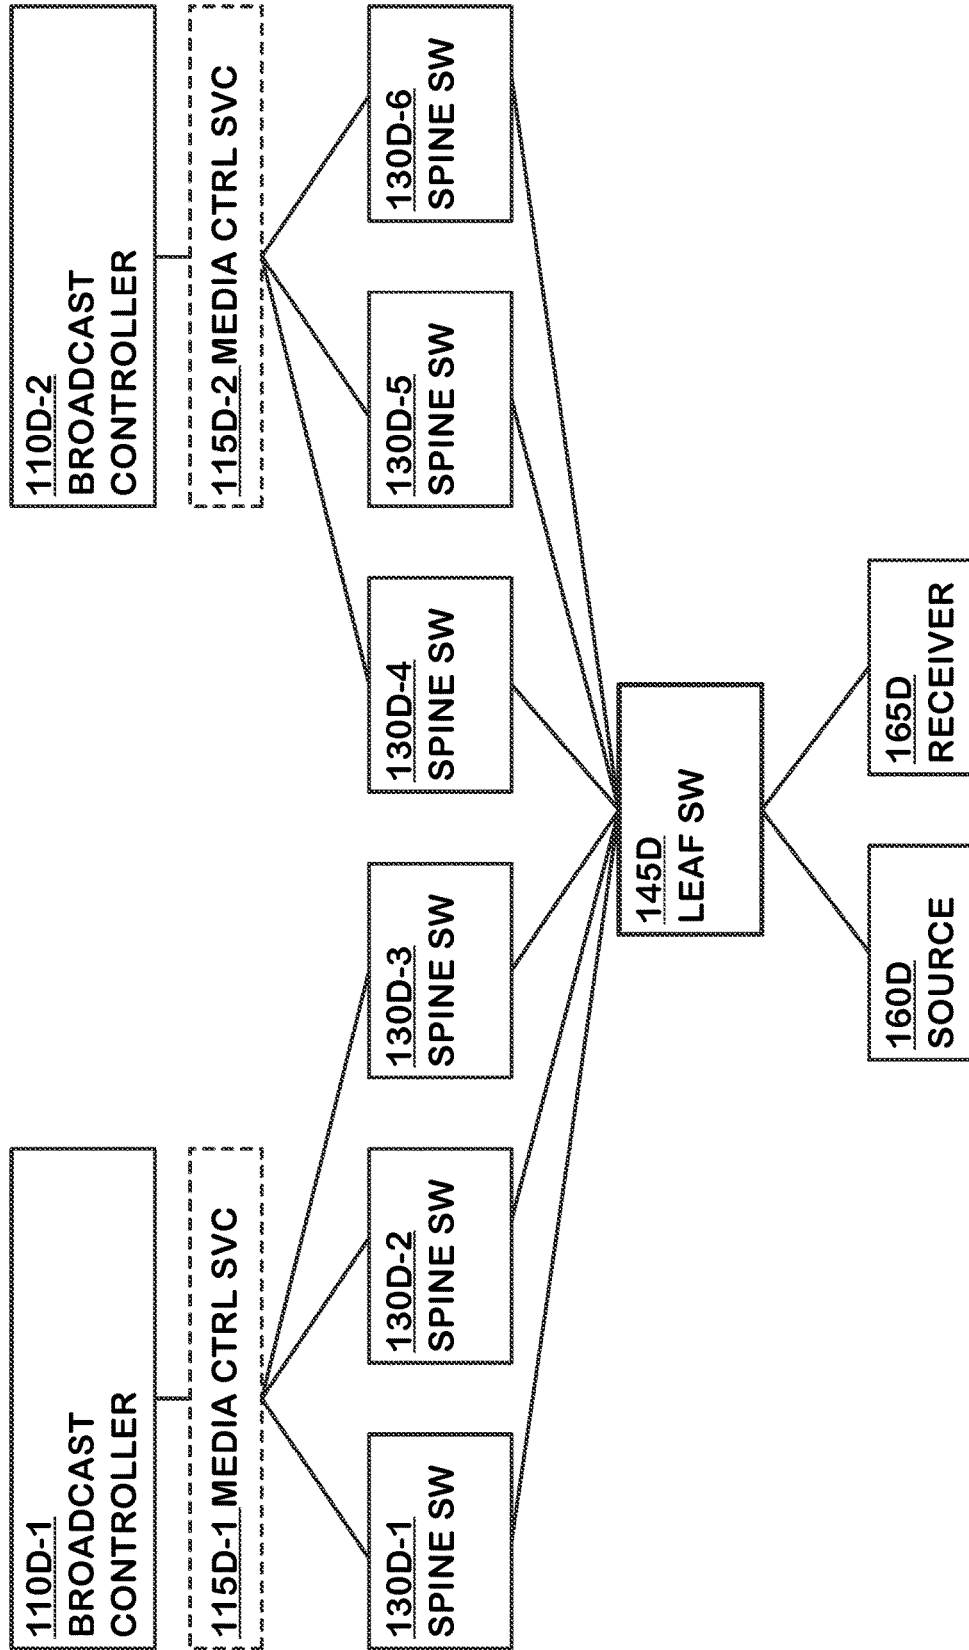 110D-1
BROADCAST
CONTROLLER
110D-2
BROADCAST
CONTROLLER
115D-1 MEDIA CTRL SVC
115D-2 MEDIA CTRL SVC
130D-1
SPINE SW
130D-2
SPINE SW
130D-3
SPINE SW
130D-4
SPINE SW
130D-5
SPINE SW
130D-6
SPINE SW
145D
LEAF SW
160D
SOURCE
165D
RECEIVER